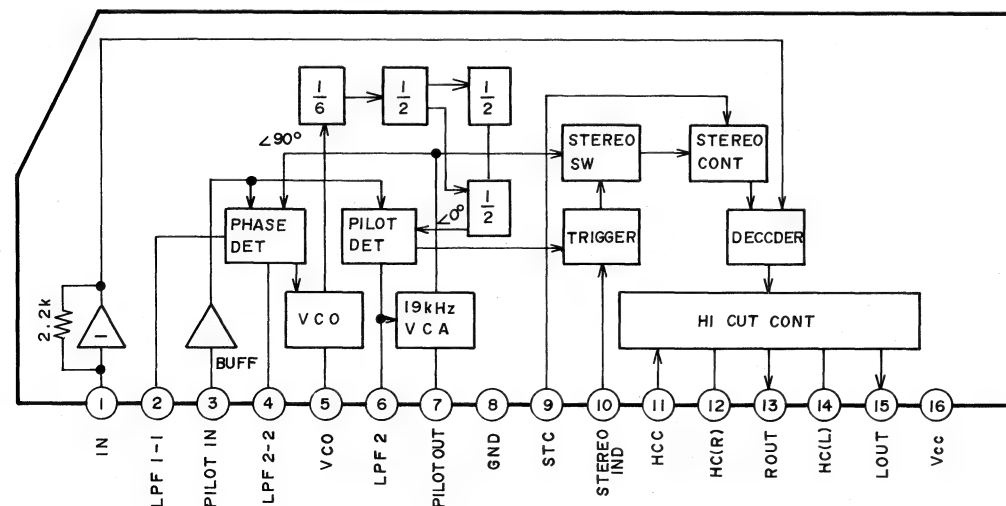 1
6
1
2
1
2
∠90°
STEREO
SW
STEREO
CONT
1
2
∠0°
PHASE
DET
PILOT
DET
TRIGGER
DECCDER
2.2k
−
BUFF
VCO
19kHz
VCA
HI CUT CONT
1
2
3
4
5
6
7
8
9
10
11
12
13
14
15
16
IN
LPF 1-1
PILOT IN
LPF 2-2
VCO
LPF 2
PILOTOUT
GND
STC
STEREO
IND
HCC
HC(R)
ROUT
HC(L)
LOUT
Vcc